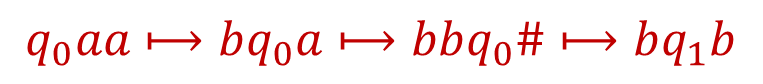 q₀aa ⟼ bq₀a ⟼ bbq₀# ⟼ bq₁b